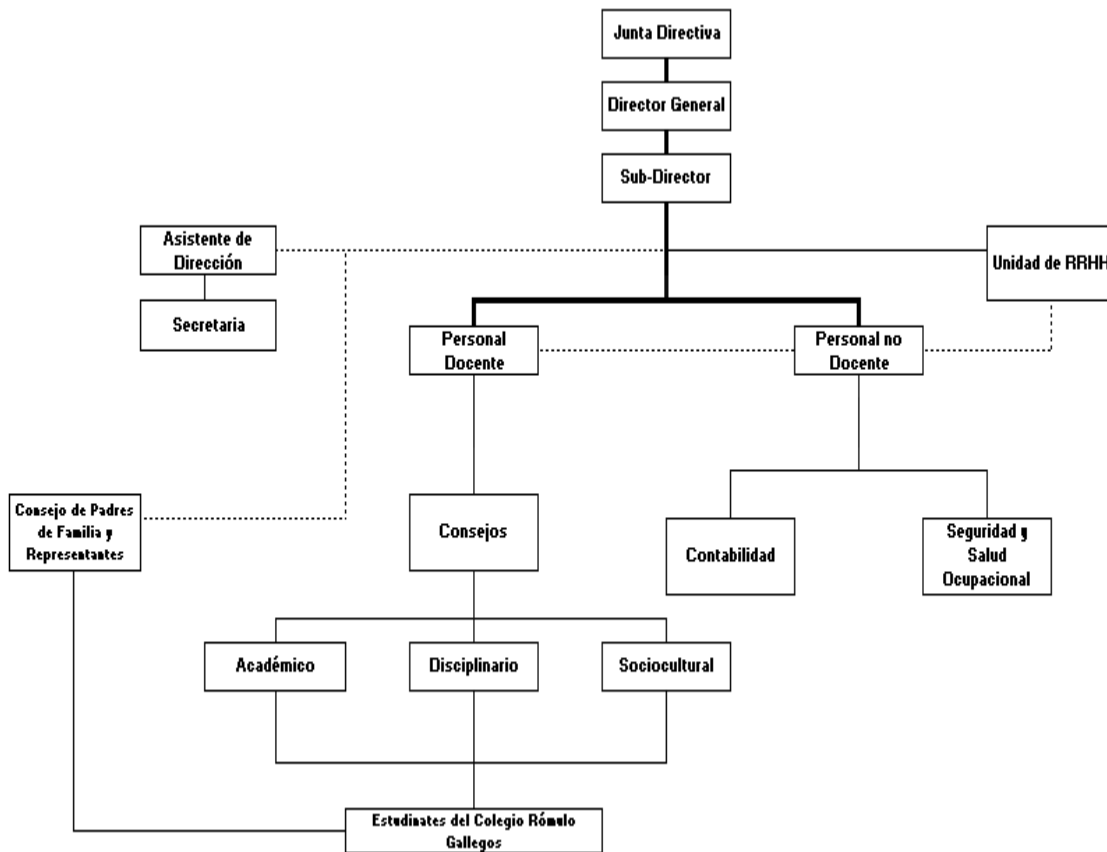 Junta Directiva
Director General
Sub-Director
Asistente de
Dirección
Unidad de RRHH
Secretaria
Personal
Docente
Personal no
Docente
Consejo de Padres
de Familia y
Representantes
Consejos
Contabilidad
Seguridad y
Salud
Ocupacional
Académico
Disciplinario
Sociocultural
Estudinates del Colegio Rómulo
Gallegos